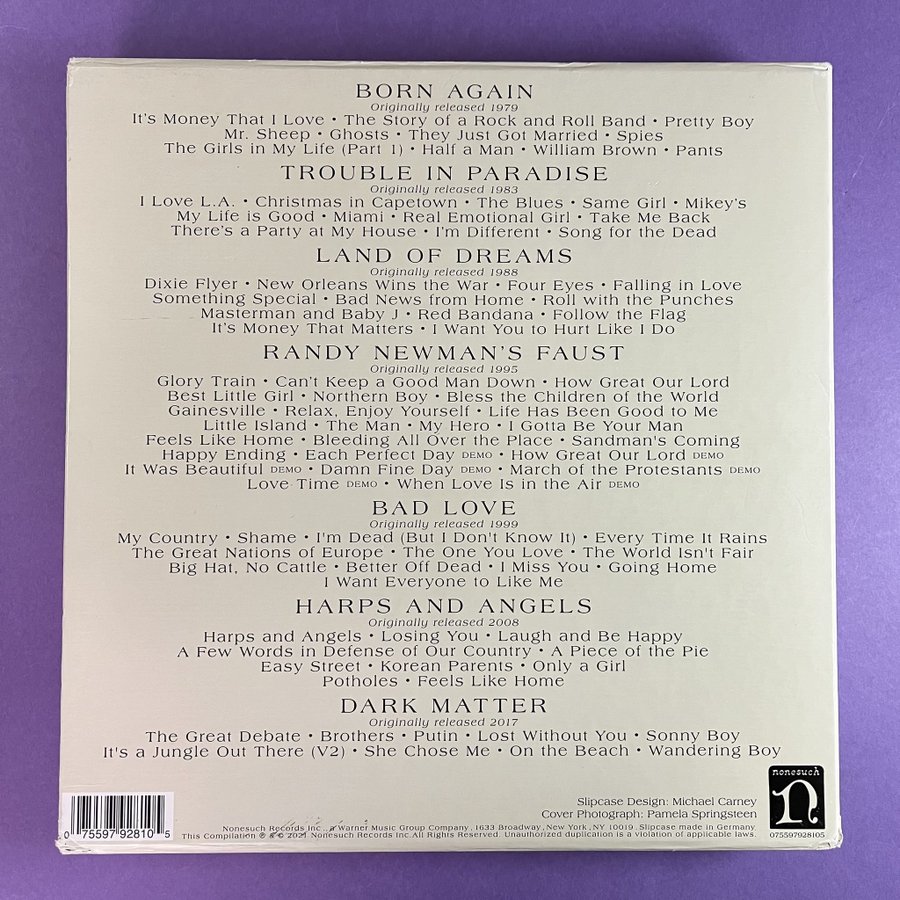 BORN AGAIN
Originally released 1979
It's Money That I Love • The Story of a Rock and Roll Band • Pretty Boy
Mr. Sheep • Ghosts • They Just Got Married • Spies
The Girls in My Life (Part 1) • Half a Man • William Brown • Pants
TROUBLE IN PARADISE
Originally released 1983
I Love L.A. • Christmas in Capetown • The Blues • Same Girl • Mikey's
My Life is Good • Miami • Real Emotional Girl • Take Me Back
There's a Party at My House • I'm Different • Song for the Dead
LAND OF DREAMS
Originally released 1988
Dixie Flyer • New Orleans Wins the War • Four Eyes • Falling in Love
Something Special • Bad News from Home • Roll with the Punches
Masterman and Baby J • Red Bandana • Follow the Flag
It's Money That Matters • I Want You to Hurt Like I Do
RANDY NEWMAN'S FAUST
Originally released 1995
Glory Train • Can't Keep a Good Man Down • How Great Our Lord
Best Little Girl • Northern Boy • Bless the Children of the World
Gainesville • Relax, Enjoy Yourself • Life Has Been Good to Me
Little Island • The Man • My Hero • I Gotta Be Your Man
Feels Like Home • Bleeding All Over the Place • Sandman's Coming
Happy Ending • Each Perfect Day DEMO • How Great Our Lord DEMO
It Was Beautiful DEMO • Damn Fine Day DEMO • March of the Protestants DEMO
Love Time DEMO • When Love Is in the Air DEMO
BAD LOVE
Originally released 1999
My Country • Shame • I'm Dead (But I Don't Know It) • Every Time It Rains
The Great Nations of Europe • The One You Love • The World Isn't Fair
Big Hat, No Cattle • Better Off Dead • I Miss You • Going Home
I Want Everyone to Like Me
HARPS AND ANGELS
Originally released 2008
Harps and Angels • Losing You • Laugh and Be Happy
A Few Words in Defense of Our Country • A Piece of the Pie
Easy Street • Korean Parents • Only a Girl
Potholes • Feels Like Home
DARK MATTER
Originally released 2017
The Great Debate • Brothers • Putin • Lost Without You • Sonny Boy
It's a Jungle Out There (V2) • She Chose Me • On the Beach • Wandering Boy
nonesuch
n
Slipcase Design: Michael Carney
Cover Photograph: Pamela Springsteen
0 75597 92810 5
Nonesuch Records Inc., a Warner Music Group Company, 1633 Broadway, New York, NY 10019. Slipcase made in Germany.
This Compilation ℗ & © 2021 Nonesuch Records Inc. All Rights Reserved. Unauthorized duplication is a violation of applicable laws.
075597928105